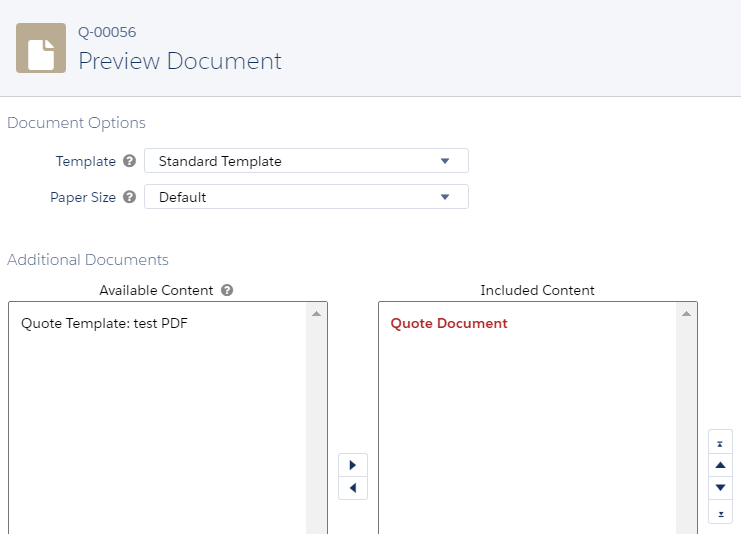 Q-00056
Preview Document
Document Options
Template ? Standard Template
Paper Size ? Default
Additional Documents
Available Content ? Included Content
Quote Template: test PDF Quote Document